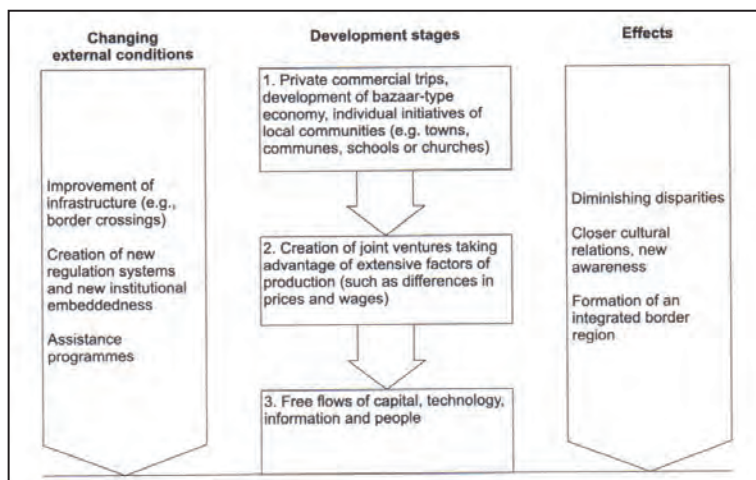 Changing
external conditions
Improvement of
infrastructure (e.g.,
border crossings)
Creation of new
regulation systems
and new institutional
embeddedness
Assistance
programmes
Development stages
1. Private commercial trips,
development of bazaar-type
economy, individual initiatives of
local communities (e.g. towns,
communes, schools or churches)
2. Creation of joint ventures taking
advantage of extensive factors of
production (such as differences in
prices and wages)
3. Free flows of capital, technology,
information and people
Effects
Diminishing disparities
Closer cultural
relations, new
awareness
Formation of an
integrated border
region